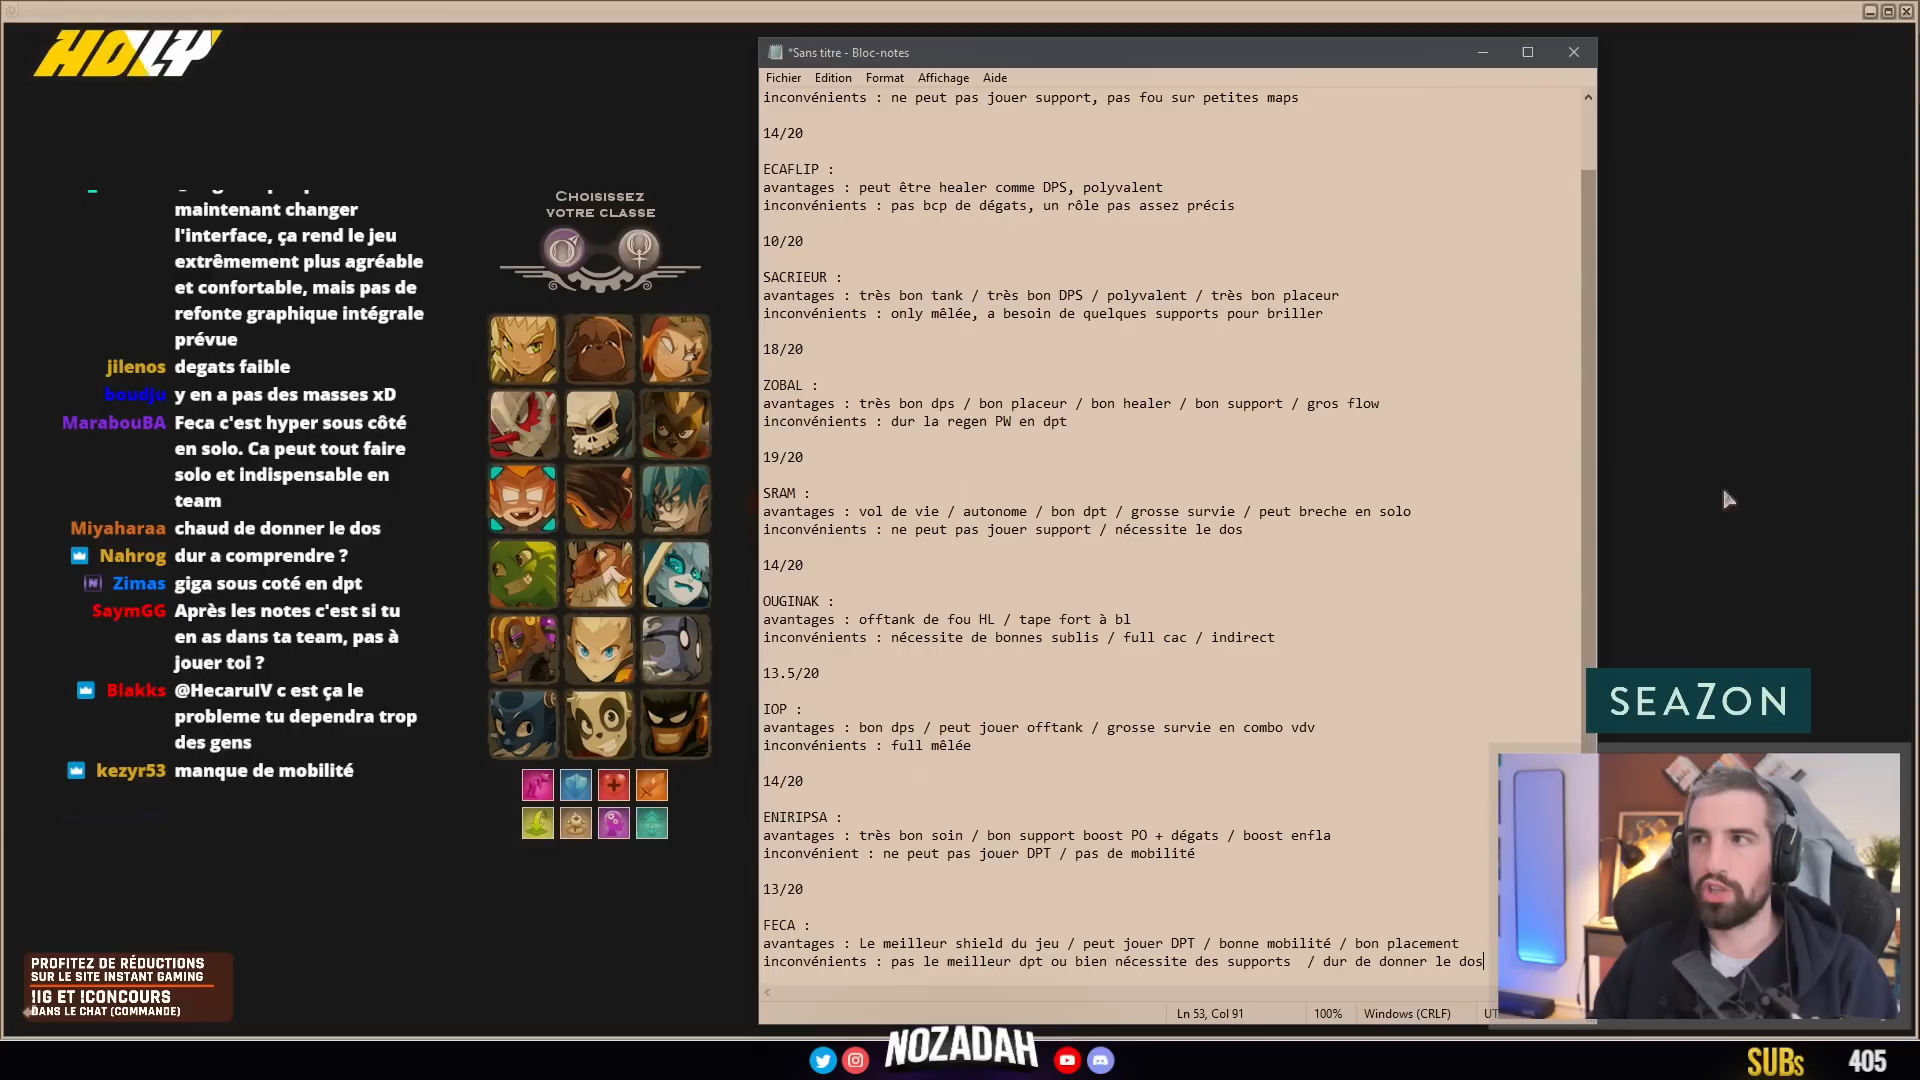 HOLY
maintenant changer
l'interface, ça rend le jeu
extrêmement plus agréable
et confortable, mais pas de
refonte graphique intégrale
prévue
jilenos degats faible
boudju y en a pas des masses xD
MarabouBA Feca c'est hyper sous côté
en solo. Ca peut tout faire
solo et indispensable en
team
Miyaharaa chaud de donner le dos
Nahrog dur a comprendre ?
Zimas giga sous coté en dpt
SaymGG Après les notes c'est si tu
en as dans ta team, pas à
jouer toi ?
Blakks @HecarulV c est ça le
probleme tu dependra trop
des gens
kezyr53 manque de mobilité
PROFITEZ DE RÉDUCTIONS
SUR LE SITE INSTANT GAMING
!IG ET !CONCOURS
DANS LE CHAT (COMMANDE)
CHOISISSEZ
VOTRE CLASSE
*Sans titre - Bloc-notes
Fichier Edition Format Affichage Aide
inconvénients : ne peut pas jouer support, pas fou sur petites maps
14/20
ECAFLIP :
avantages : peut être healer comme DPS, polyvalent
inconvénients : pas bcp de dégats, un rôle pas assez précis
10/20
SACRIEUR :
avantages : très bon tank / très bon DPS / polyvalent / très bon placeur
inconvénients : only mêlée, a besoin de quelques supports pour briller
18/20
ZOBAL :
avantages : très bon dps / bon placeur / bon healer / bon support / gros flow
inconvénients : dur la regen PW en dpt
19/20
SRAM :
avantages : vol de vie / autonome / bon dpt / grosse survie / peut breche en solo
inconvénients : ne peut pas jouer support / nécessite le dos
14/20
OUGINAK :
avantages : offtank de fou HL / tape fort à bl
inconvénients : nécessite de bonnes sublis / full cac / indirect
13.5/20
IOP :
avantages : bon dps / peut jouer offtank / grosse survie en combo vdv
inconvénients : full mêlée
14/20
ENIRIPSA :
avantages : très bon soin / bon support boost PO + dégats / boost enfla
inconvénient : ne peut pas jouer DPT / pas de mobilité
13/20
FECA :
avantages : Le meilleur shield du jeu / peut jouer DPT / bonne mobilité / bon placement
inconvénients : pas le meilleur dpt ou bien nécessite des supports  / dur de donner le dos
Ln 53, Col 91 100% Windows (CRLF) UT
SEAZON
NOZADAH
SUBs 405